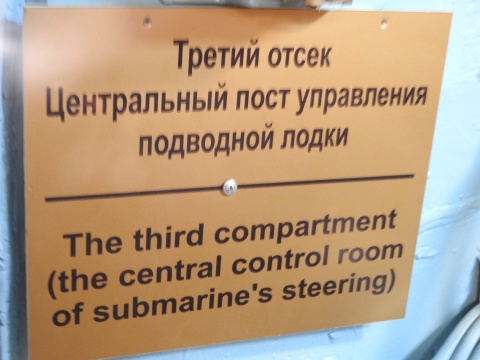 Третий отсек
Центральный пост управления
подводной лодки
The third compartment
(the central control room
of submarine's steering)